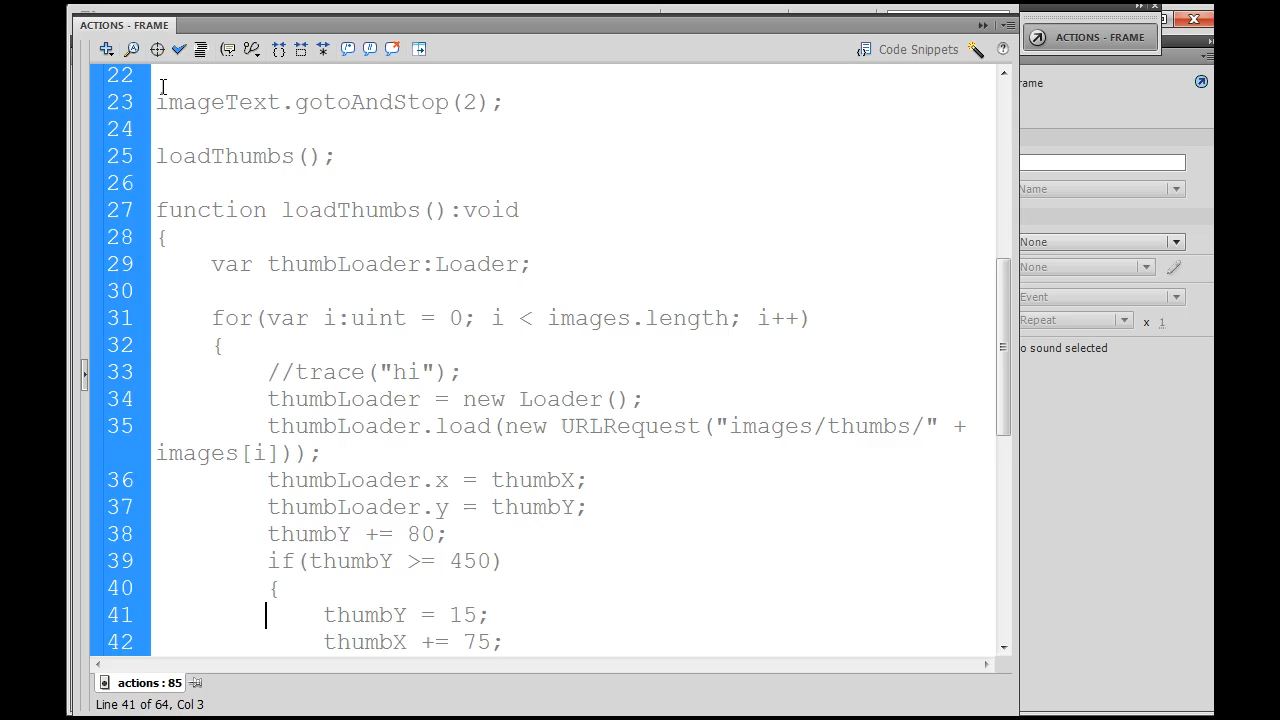 ACTIONS - FRAME
Code Snippets
22
23 imageText.gotoAndStop(2);
24
25 loadThumbs();
26
27 function loadThumbs():void
28 {
29 var thumbLoader:Loader;
30
31 for(var i:uint = 0; i < images.length; i++)
32 {
33 //trace("hi");
34 thumbLoader = new Loader();
35 thumbLoader.load(new URLRequest("images/thumbs/" +
images[i]));
36 thumbLoader.x = thumbX;
37 thumbLoader.y = thumbY;
38 thumbY += 80;
39 if(thumbY >= 450)
40 {
41 thumbY = 15;
42 thumbX += 75;
actions : 85
Line 41 of 64, Col 3
ACTIONS - FRAME
rame
Name
None
None
Event
Repeat x 1
o sound selected